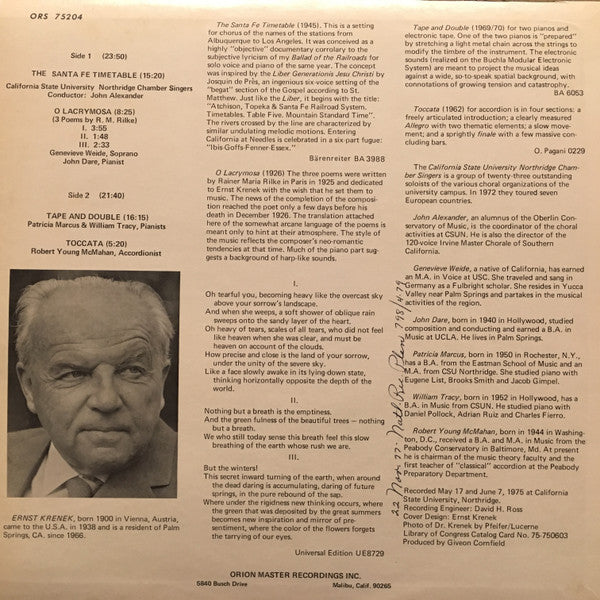 ORS 75204
Side 1 (23:50)
THE SANTA FE TIMETABLE (15:20)
California State University Northridge Chamber Singers
Conductor: John Alexander
O LACRYMOSA (8:25)
(3 Poems by R. M. Rilke)
I. 3:55
II. 1:48
III. 2:33
Genevieve Weide, Soprano
John Dare, Pianist
Side 2 (21:40)
TAPE AND DOUBLE (16:15)
Patricia Marcus & William Tracy, Pianists
TOCCATA (5:20)
Robert Young McMahan, Accordionist
ERNST KRENEK, born 1900 in Vienna, Austria,
came to the U.S.A. in 1938 and is a resident of Palm
Springs, CA. since 1966.
The Santa Fe Timetable (1945). This is a setting
for chorus of the names of the stations from
Albuquerque to Los Angeles. It was conceived as a
highly "objective" documentary corrolary to the
subjective lyricism of my Ballad of the Railroads for
solo voice and piano of the same year. The concept
was inspired by the Liber Generationis Jesu Christi by
Josquin de Près, an ingenious six-voice setting of the
"begat" section of the Gospel according to St.
Matthew. Just like the Liber, it begins with the title:
"Atchison, Topeka & Santa Fe Railroad System.
Timetables. Table Five. Mountain Standard Time".
The rivers crossed by the line are characterized by
similar undulating melodic motions. Entering
California at Needles is celebrated in a six-part fugue:
"Ibis-Goffs-Fenner-Essex."
Bärenreiter BA 3988
O Lacrymosa (1926) The three poems were written by
Rainer Maria Rilke in Paris in 1925 and dedicated
to Ernst Krenek with the wish that he set them to
music. The news of the completion of the composi-
tion reached the poet only a few days before his
death in December 1926. The translation attached
here of the somewhat arcane language of the poems is
meant only to hint at their atmosphere. The style of
the music reflects the composer's neo-romantic
tendencies at that time. Much of the piano part sug-
gests a background of harp-like sounds.
I.
Oh tearful you, becoming heavy like the overcast sky
above your sorrow's landscape.
And when she weeps, a soft shower of oblique rain
sweeps onto the sandy layer of the heart.
Oh heavy of tears, scales of all tears, who did not feel
like heaven when she was clear, and must be
heaven on account of the clouds.
How precise and close is the land of your sorrow,
under the unity of the severe sky.
Like a face slowly awake in its lying down state,
thinking horizontally opposite the depth of the
world.
II.
Nothing but a breath is the emptiness.
And the green fulness of the beautiful trees — nothing
but a breath.
We who still today sense this breath feel this slow
breathing of the earth whose rush we are.
III.
But the winters!
This secret inward turning of the earth, when around
the dead daring is accumulating, daring of future
springs, in the pure rebound of the sap.
Where under the rigidness new thinking occurs, where
the green that was deposited by the great summers
becomes new inspiration and mirror of pre-
sentiment, where the color of the flowers forgets
the tarrying of our eyes.
Universal Edition UE8729
Tape and Double (1969/70) for two pianos and
electronic tape. One of the two pianos is "prepared"
by stretching a light metal chain across the strings to
modify the timbre of the instrument. The electronic
sounds (realized on the Buchla Modular Electronic
System) are meant to project the musical ideas
against a wide, so-to-speak spatial background, with
connotations of growing tension and catastrophy.
BA 6053
Toccata (1962) for accordion is in four sections: a
freely articulated introduction; a clearly measured
Allegro with two thematic elements; a slow move-
ment; and a sprightly finale with a few massive con-
cluding bars.
O. Pagani 0229
The California State University Northridge Cham-
ber Singers is a group of twenty-three outstanding
soloists of the various choral organizations of the
university campus. In 1972 they toured seven
European countries.
John Alexander, an alumnus of the Oberlin Con-
servatory of Music, is the coordinator of the choral
activities at CSUN. He is also the director of the
120-voice Irvine Master Chorale of Southern
California.
Genevieve Weide, a native of California, has earned
an M.A. in Voice at USC. She traveled and sang in
Germany as a Fulbright scholar. She resides in Yucca
Valley near Palm Springs and partakes in the musical
activities of the region.
John Dare, born in 1940 in Hollywood, studied
composition and conducting and earned a B.A. in
Music at UCLA. He lives in Palm Springs.
Patricia Marcus, born in 1950 in Rochester, N.Y.,
has a B.A. from the Eastman School of Music and an
M.A. from CSU Northridge. She studied piano with
Eugene List, Brooks Smith and Jacob Gimpel.
William Tracy, born in 1952 in Hollywood, has a
B.A. in Music from CSUN. He studied piano with
Daniel Pollock, Adrian Ruiz and Charles Fierro.
Robert Young McMahan, born in 1944 in Washing-
ton, D.C., received a B.A. and M.A. in Music from the
Peabody Conservatory in Baltimore, Md. At present
he is chairman of the music theory faculty and the
first teacher of "classical" accordion at the Peabody
Preparatory Department.
Recorded May 17 and June 7, 1975 at California
State University, Northridge.
Recording Engineer: David H. Ross
Cover Design: Ernst Krenek
Photo of Dr. Krenek by Pfeifer/Lucerne
Library of Congress Catalog Card No. 75-750603
Produced by Giveon Cornfield
22 Nov 77
ORION MASTER RECORDINGS INC.
5840 Busch Drive Malibu, Calif. 90265